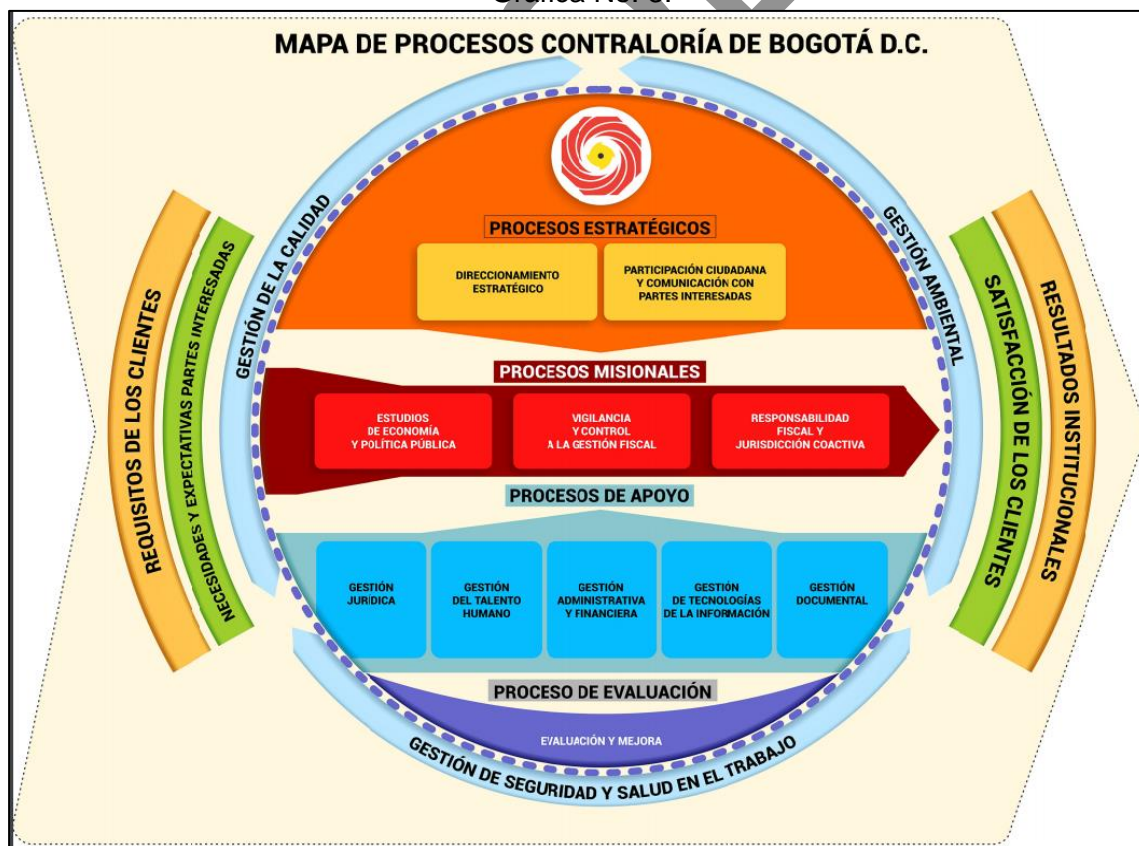 Gráfica No. 3.
MAPA DE PROCESOS CONTRALORÍA DE BOGOTÁ D.C.
REQUISITOS DE LOS CLIENTES
NECESIDADES Y EXPECTATIVAS PARTES INTERESADAS
GESTIÓN DE LA CALIDAD
GESTIÓN AMBIENTAL
SATISFACCIÓN DE LOS CLIENTES
RESULTADOS INSTITUCIONALES
PROCESOS ESTRATÉGICOS
DIRECCIONAMIENTO
ESTRATÉGICO
PARTICIPACIÓN CIUDADANA
Y COMUNICACIÓN CON
PARTES INTERESADAS
PROCESOS MISIONALES
ESTUDIOS
DE ECONOMÍA
Y POLÍTICA PÚBLICA
VIGILANCIA
Y CONTROL
A LA GESTIÓN FISCAL
RESPONSABILIDAD
FISCAL Y
JURISDICCIÓN COACTIVA
PROCESOS DE APOYO
GESTIÓN
JURÍDICA
GESTIÓN
DEL TALENTO
HUMANO
GESTIÓN
ADMINISTRATIVA
Y FINANCIERA
GESTIÓN
DE TECNOLOGÍAS
DE LA INFORMACIÓN
GESTIÓN
DOCUMENTAL
PROCESO DE EVALUACIÓN
EVALUACIÓN Y MEJORA
GESTIÓN DE SEGURIDAD Y SALUD EN EL TRABAJO